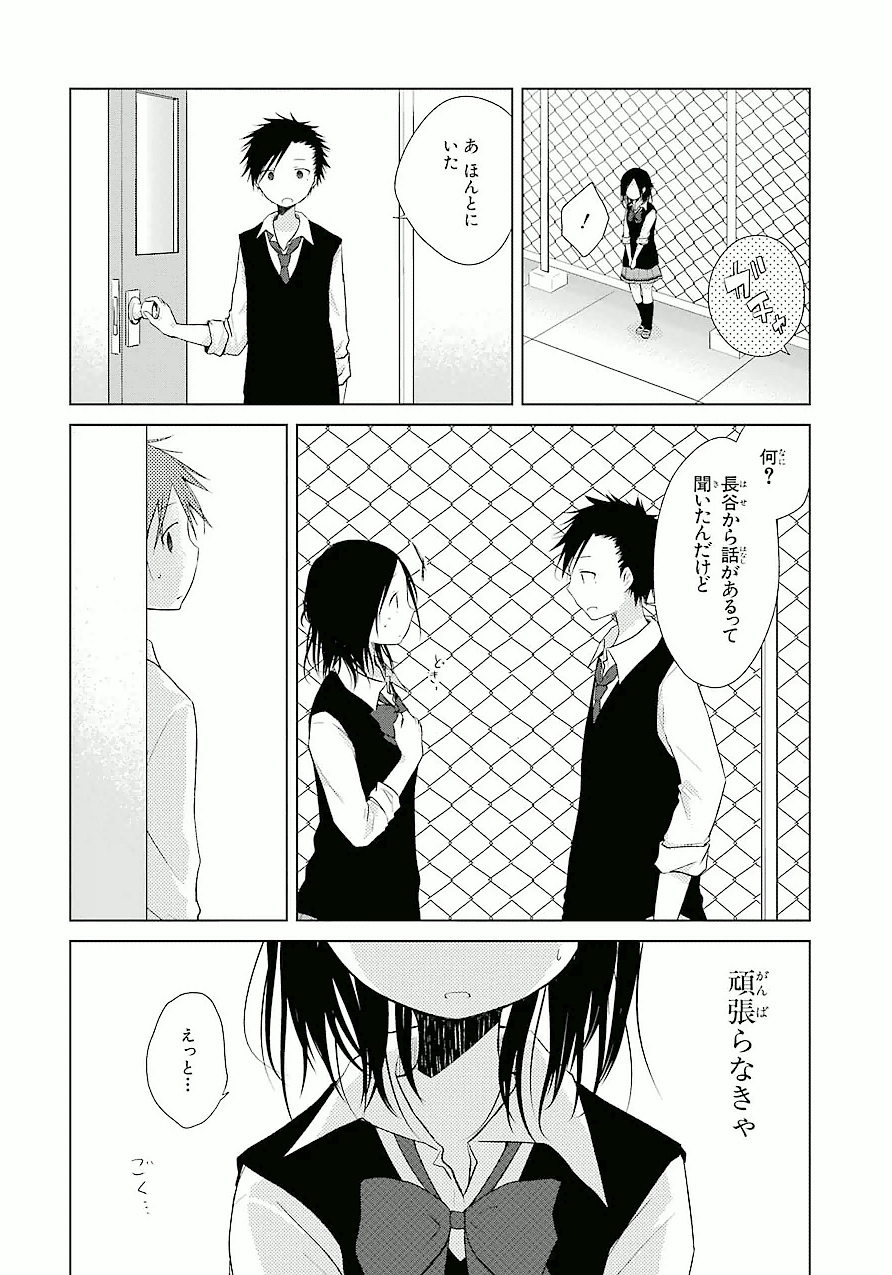 ガチャ
!
あ ほんとに
いた
何?
長谷から話があるって
聞いたんだけど
どき…
頑張らなきゃ
えっと…
ごく…